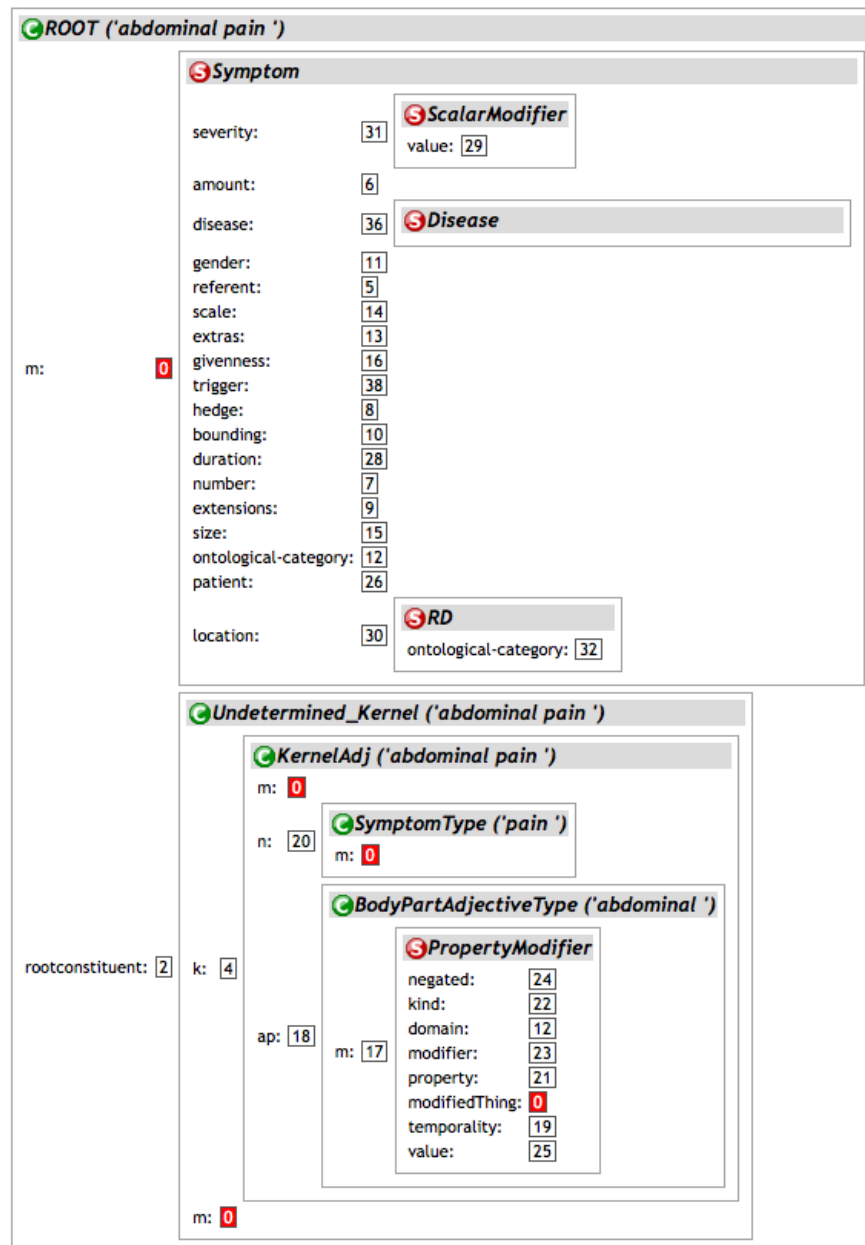 C ROOT ('abdominal pain ')
S Symptom
severity: 31
S ScalarModifier
value: 29
amount: 6
disease: 36
S Disease
gender: 11
referent: 5
scale: 14
extras: 13
m: 0
givenness: 16
trigger: 38
hedge: 8
bounding: 10
duration: 28
number: 7
extensions: 9
size: 15
ontological-category: 12
patient: 26
location: 30
S RD
ontological-category: 32
C Undetermined_Kernel ('abdominal pain ')
C KernelAdj ('abdominal pain ')
m: 0
n: 20
C SymptomType ('pain ')
m: 0
C BodyPartAdjectiveType ('abdominal ')
rootconstituent: 2
k: 4
ap: 18
m: 17
S PropertyModifier
negated: 24
kind: 22
domain: 12
modifier: 23
property: 21
modifiedThing: 0
temporality: 19
value: 25
m: 0